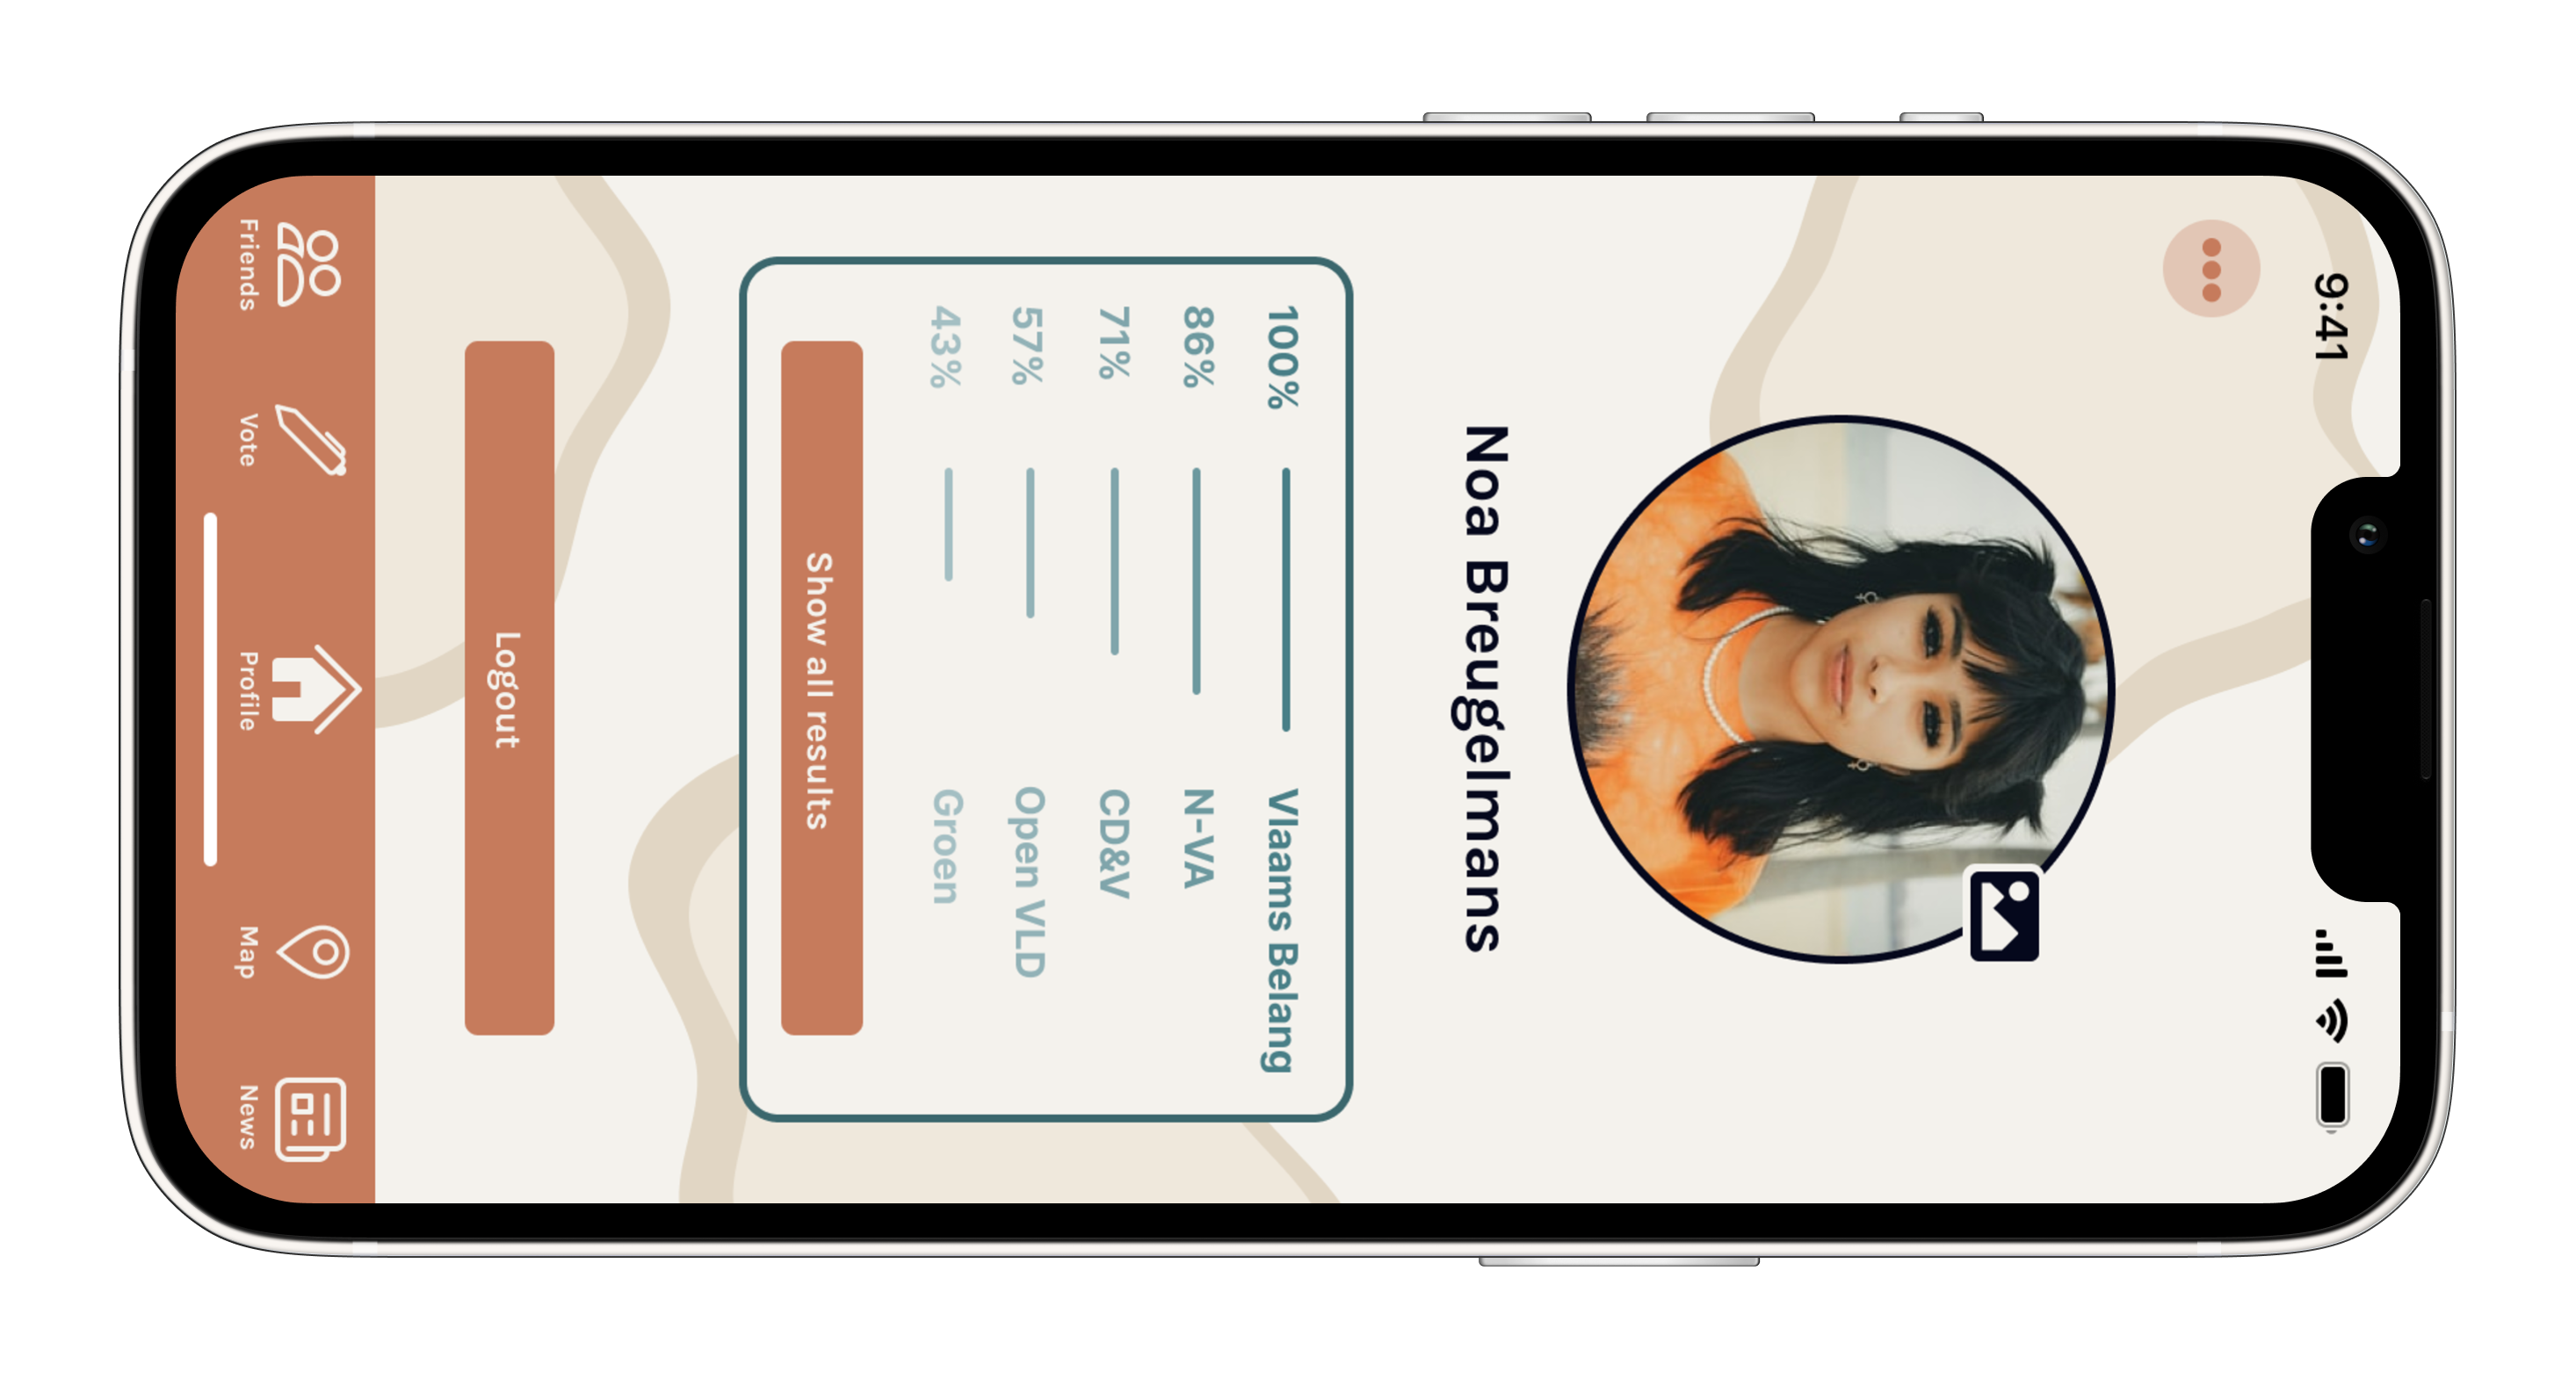 9:41
Noa Breugelmans
100% Vlaams Belang
86% N-VA
71% CD&V
57% Open VLD
43% Groen
Show all results
Logout
Friends Vote Profile Map News